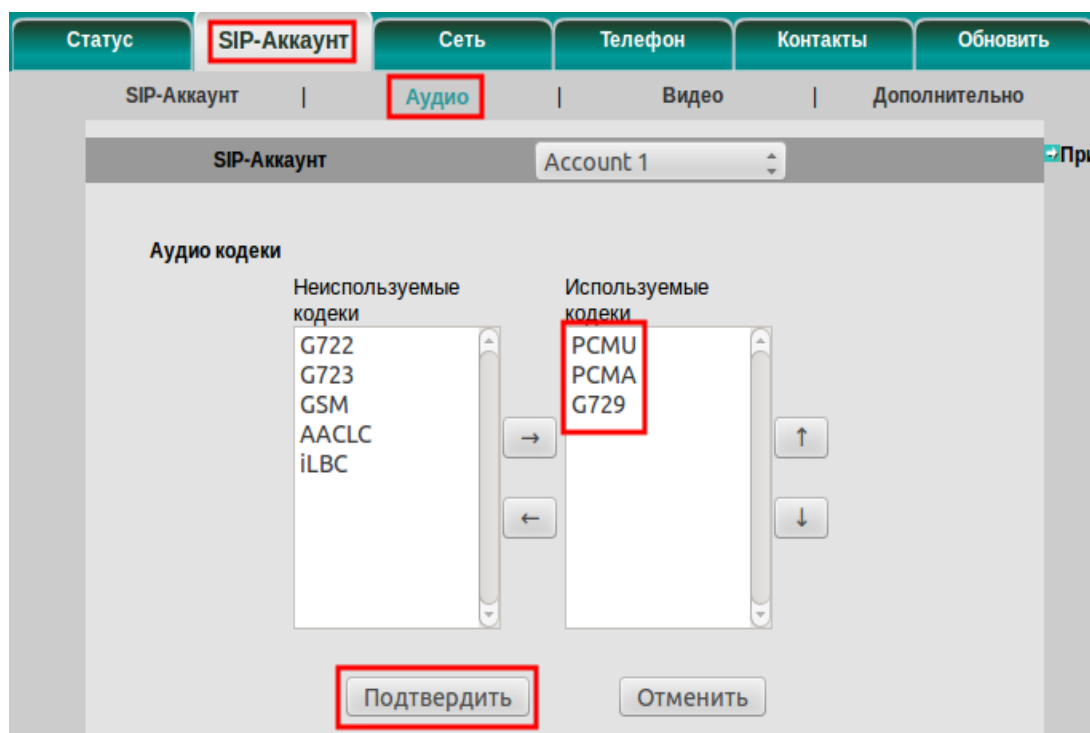 Статус SIP-Аккаунт Сеть Телефон Контакты Обновить
SIP-Аккаунт | Аудио | Видео | Дополнительно
SIP-Аккаунт Account 1
Аудио кодеки
Неиспользуемые кодеки
G722
G723
GSM
AACLC
iLBC
→
←
Используемые кодеки
PCMU
PCMA
G729
↑
↓
Подтвердить Отменить